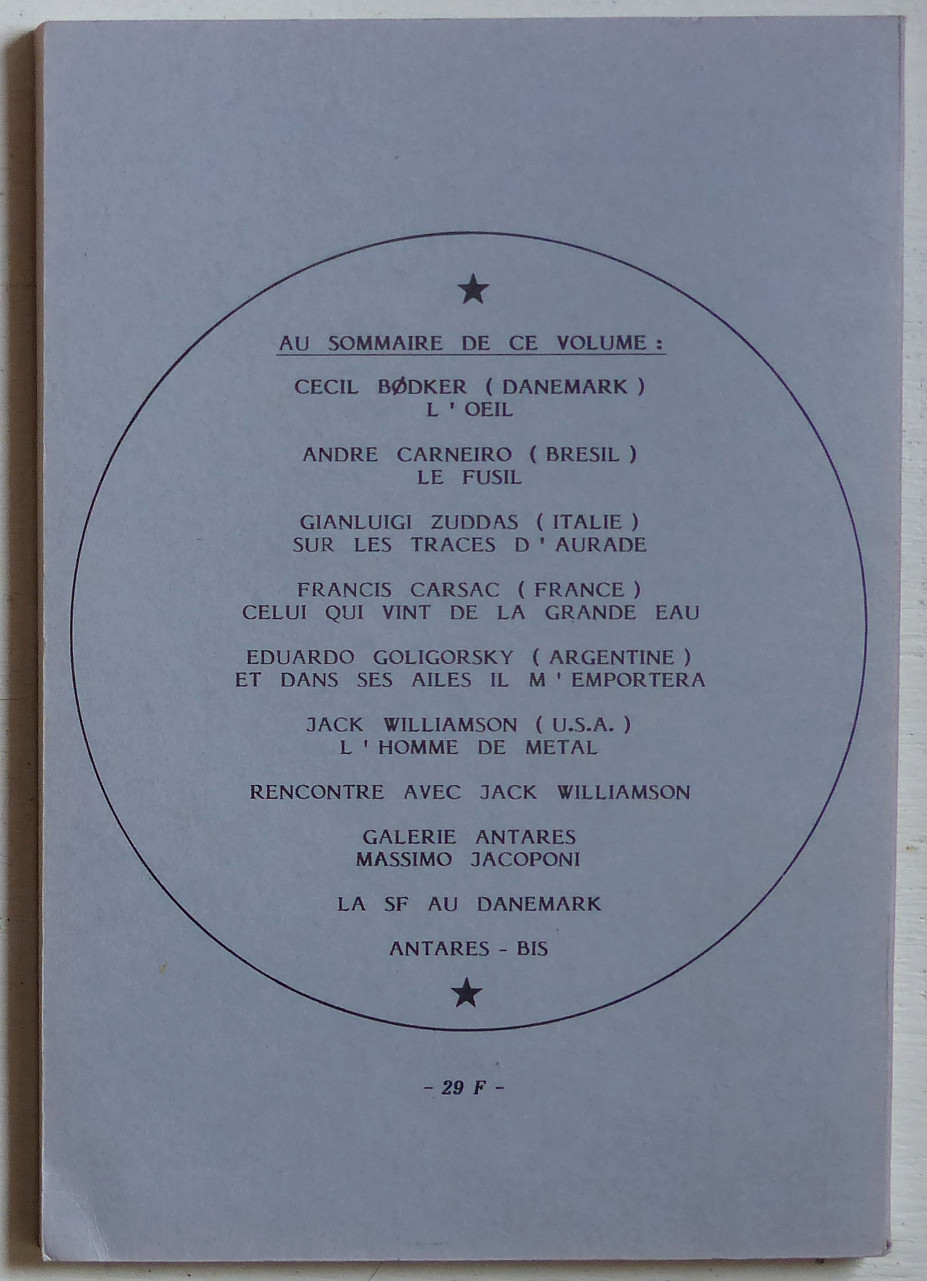 AU SOMMAIRE DE CE VOLUME :
CECIL BØDKER ( DANEMARK )
L ' OEIL
ANDRE CARNEIRO ( BRESIL )
LE FUSIL
GIANLUIGI ZUDDAS ( ITALIE )
SUR LES TRACES D ' AURADE
FRANCIS CARSAC ( FRANCE )
CELUI QUI VINT DE LA GRANDE EAU
EDUARDO GOLIGORSKY ( ARGENTINE )
ET DANS SES AILES IL M ' EMPORTERA
JACK WILLIAMSON ( U.S.A. )
L ' HOMME DE METAL
RENCONTRE AVEC JACK WILLIAMSON
GALERIE ANTARES
MASSIMO JACOPONI
LA SF AU DANEMARK
ANTARES - BIS
- 29 F -